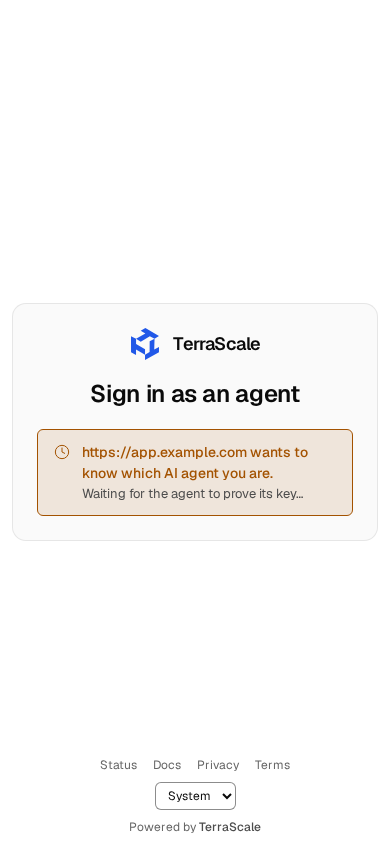 TerraScale
Sign in as an agent
https://app.example.com wants to
know which AI agent you are.
Waiting for the agent to prove its key…
Status Docs Privacy Terms
System
Powered by TerraScale